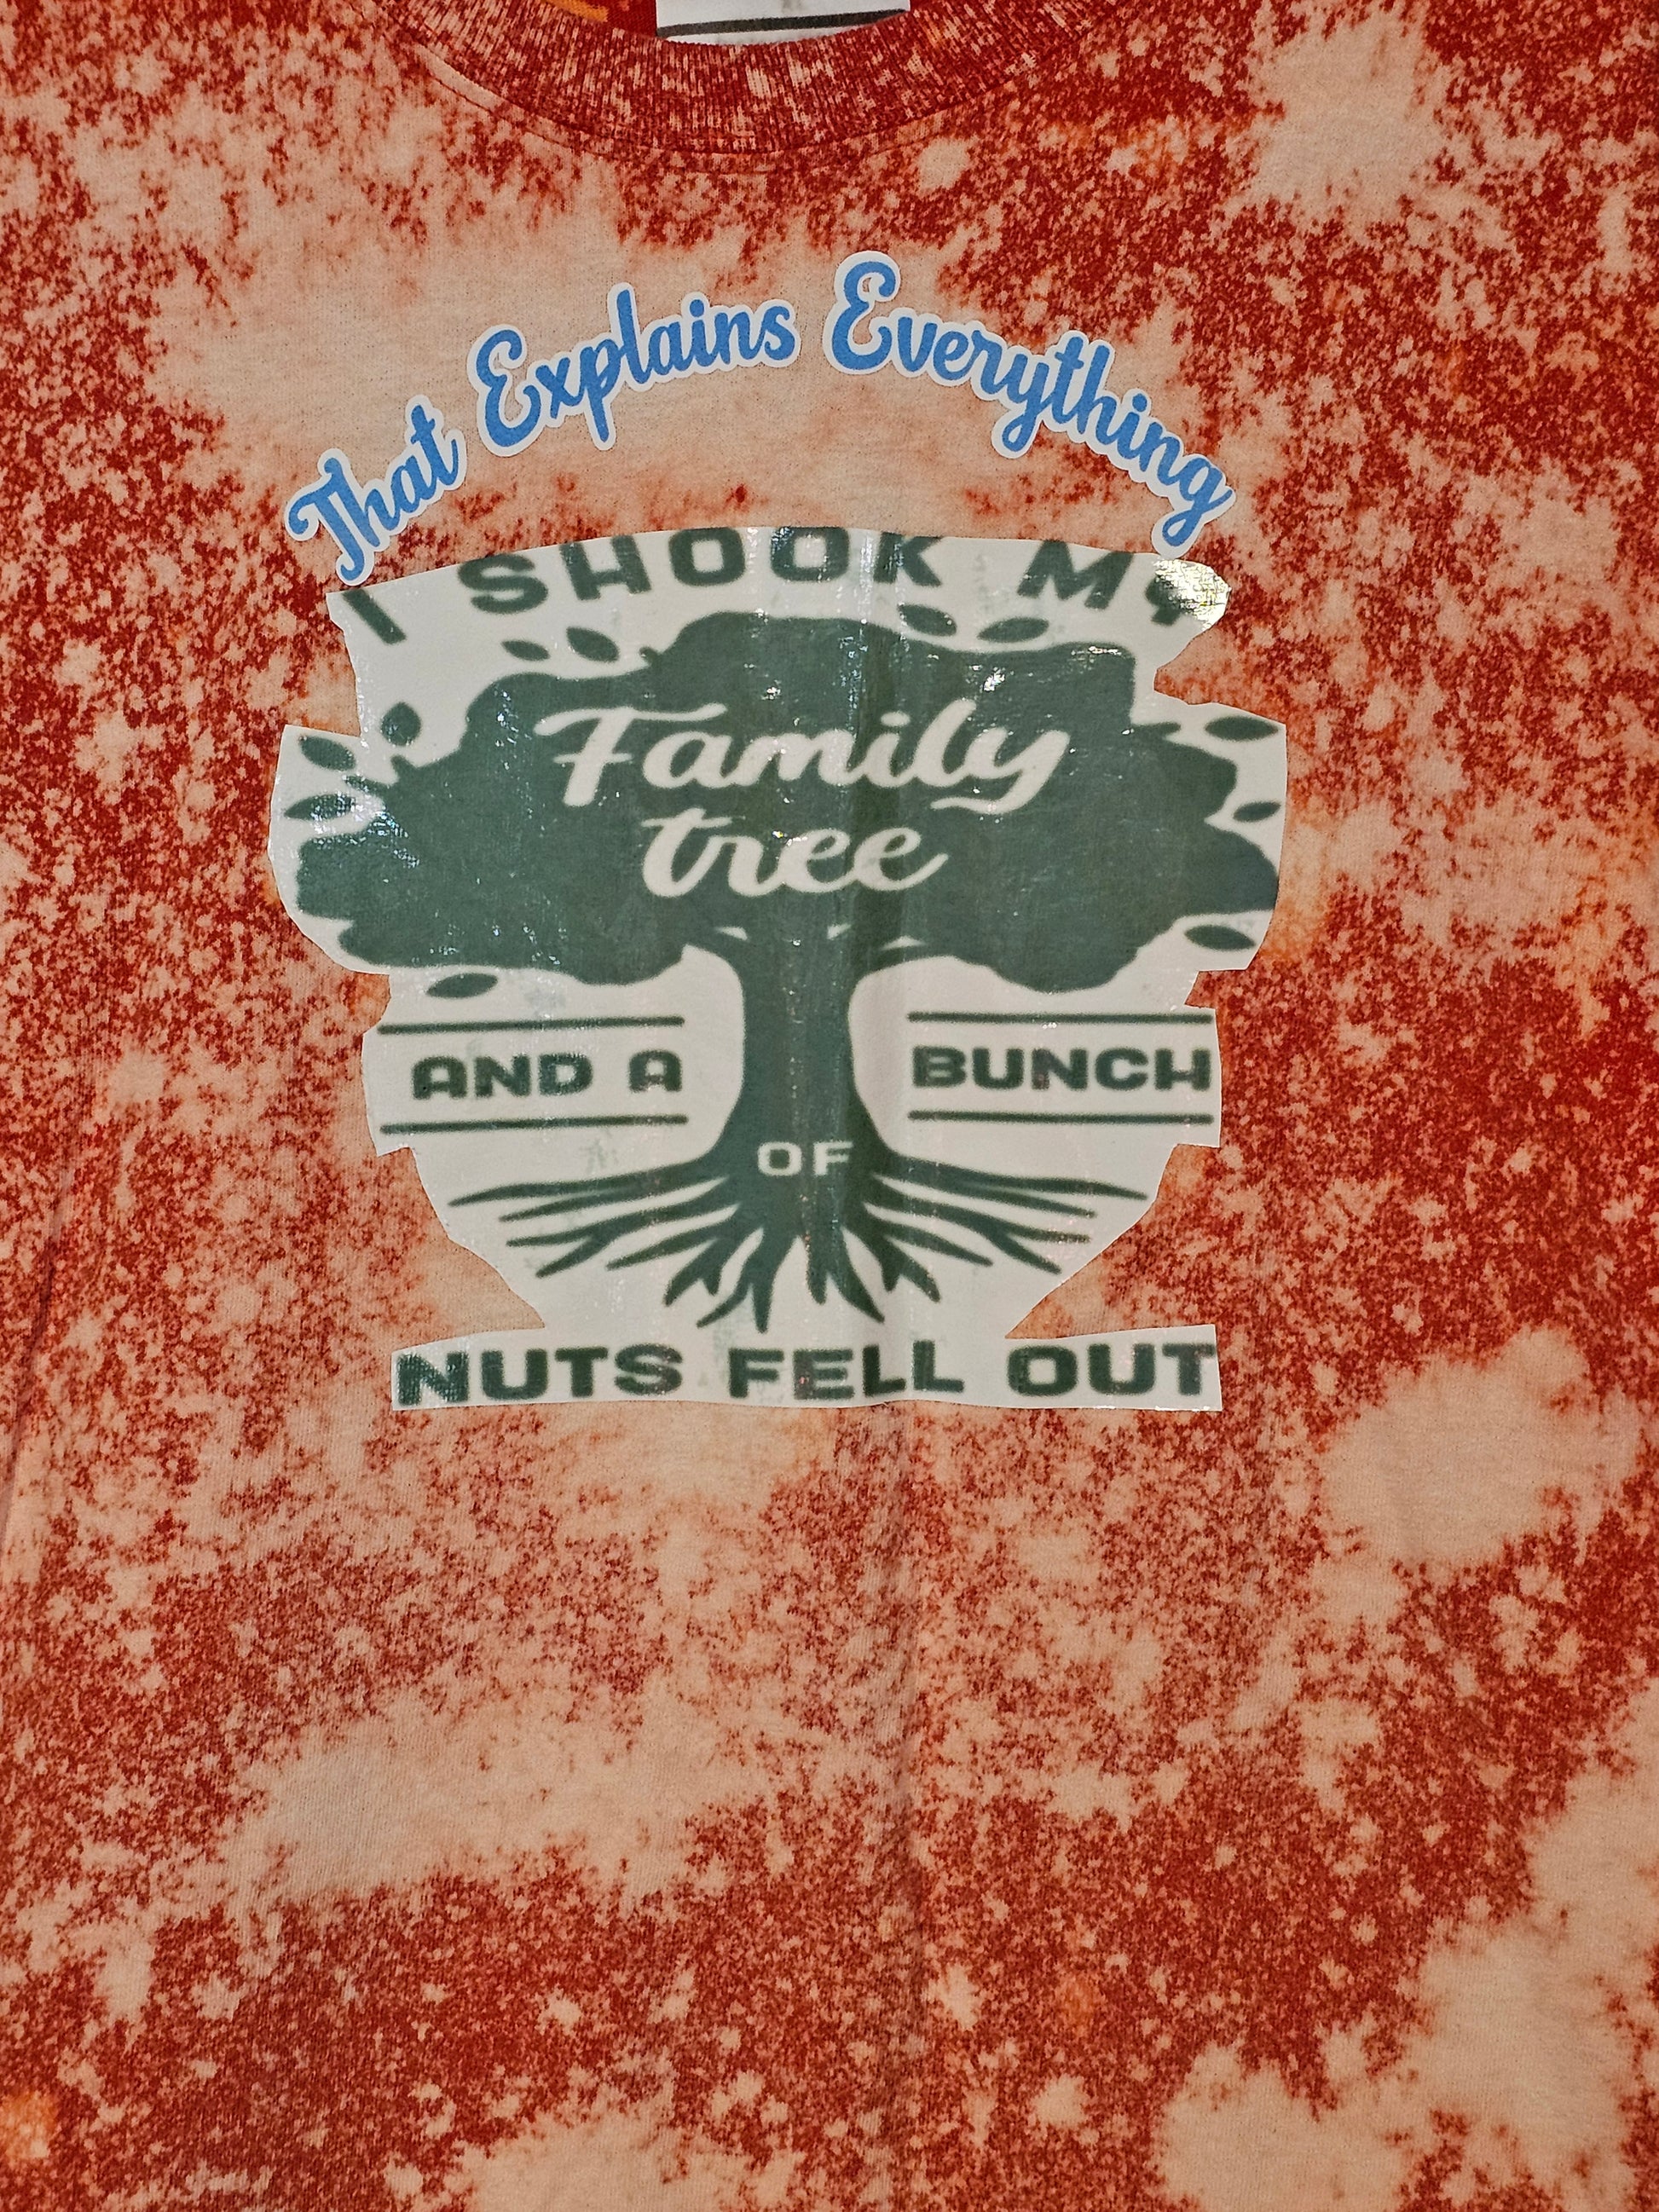 That Explains Everything
I SHOOK MY
Family
tree
AND A BUNCH
OF
NUTS FELL OUT